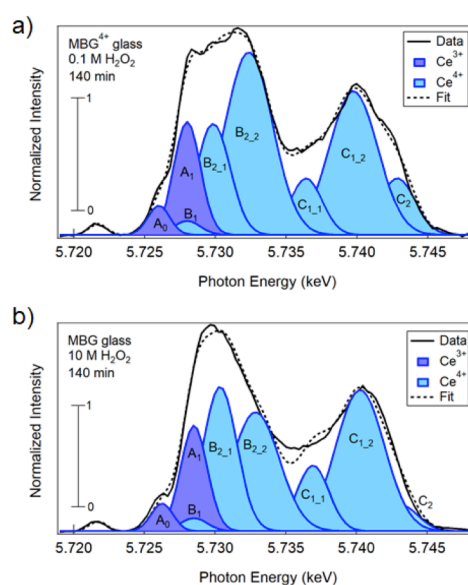 a)
MBG4+ glass
0.1 M H2O2
140 min
Data
Ce3+
Ce4+
Fit
Normalized Intensity
1
0
A0
A1
B1
B2_1
B2_2
C1_1
C1_2
C2
5.720 5.725 5.730 5.735 5.740 5.745
Photon Energy (keV)
b)
MBG glass
10 M H2O2
140 min
Data
Ce3+
Ce4+
Fit
Normalized Intensity
1
0
A0
A1
B1
B2_1
B2_2
C1_1
C1_2
C2
5.720 5.725 5.730 5.735 5.740 5.745
Photon Energy (keV)